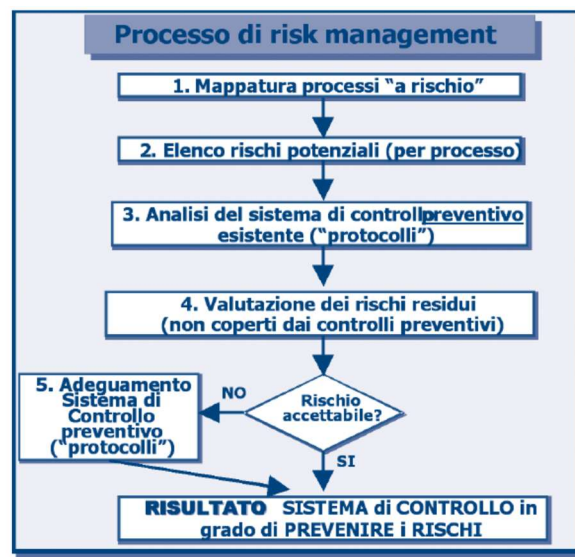 Processo di risk management
1. Mappatura processi “a rischio”
2. Elenco rischi potenziali (per processo)
3. Analisi del sistema di controllo preventivo
esistente (“protocolli”)
4. Valutazione dei rischi residui
(non coperti dai controlli preventivi)
5. Adeguamento
Sistema di
Controllo
preventivo
(“protocolli”)
NO
Rischio
accettabile?
SI
RISULTATO SISTEMA di CONTROLLO in
grado di PREVENIRE i RISCHI